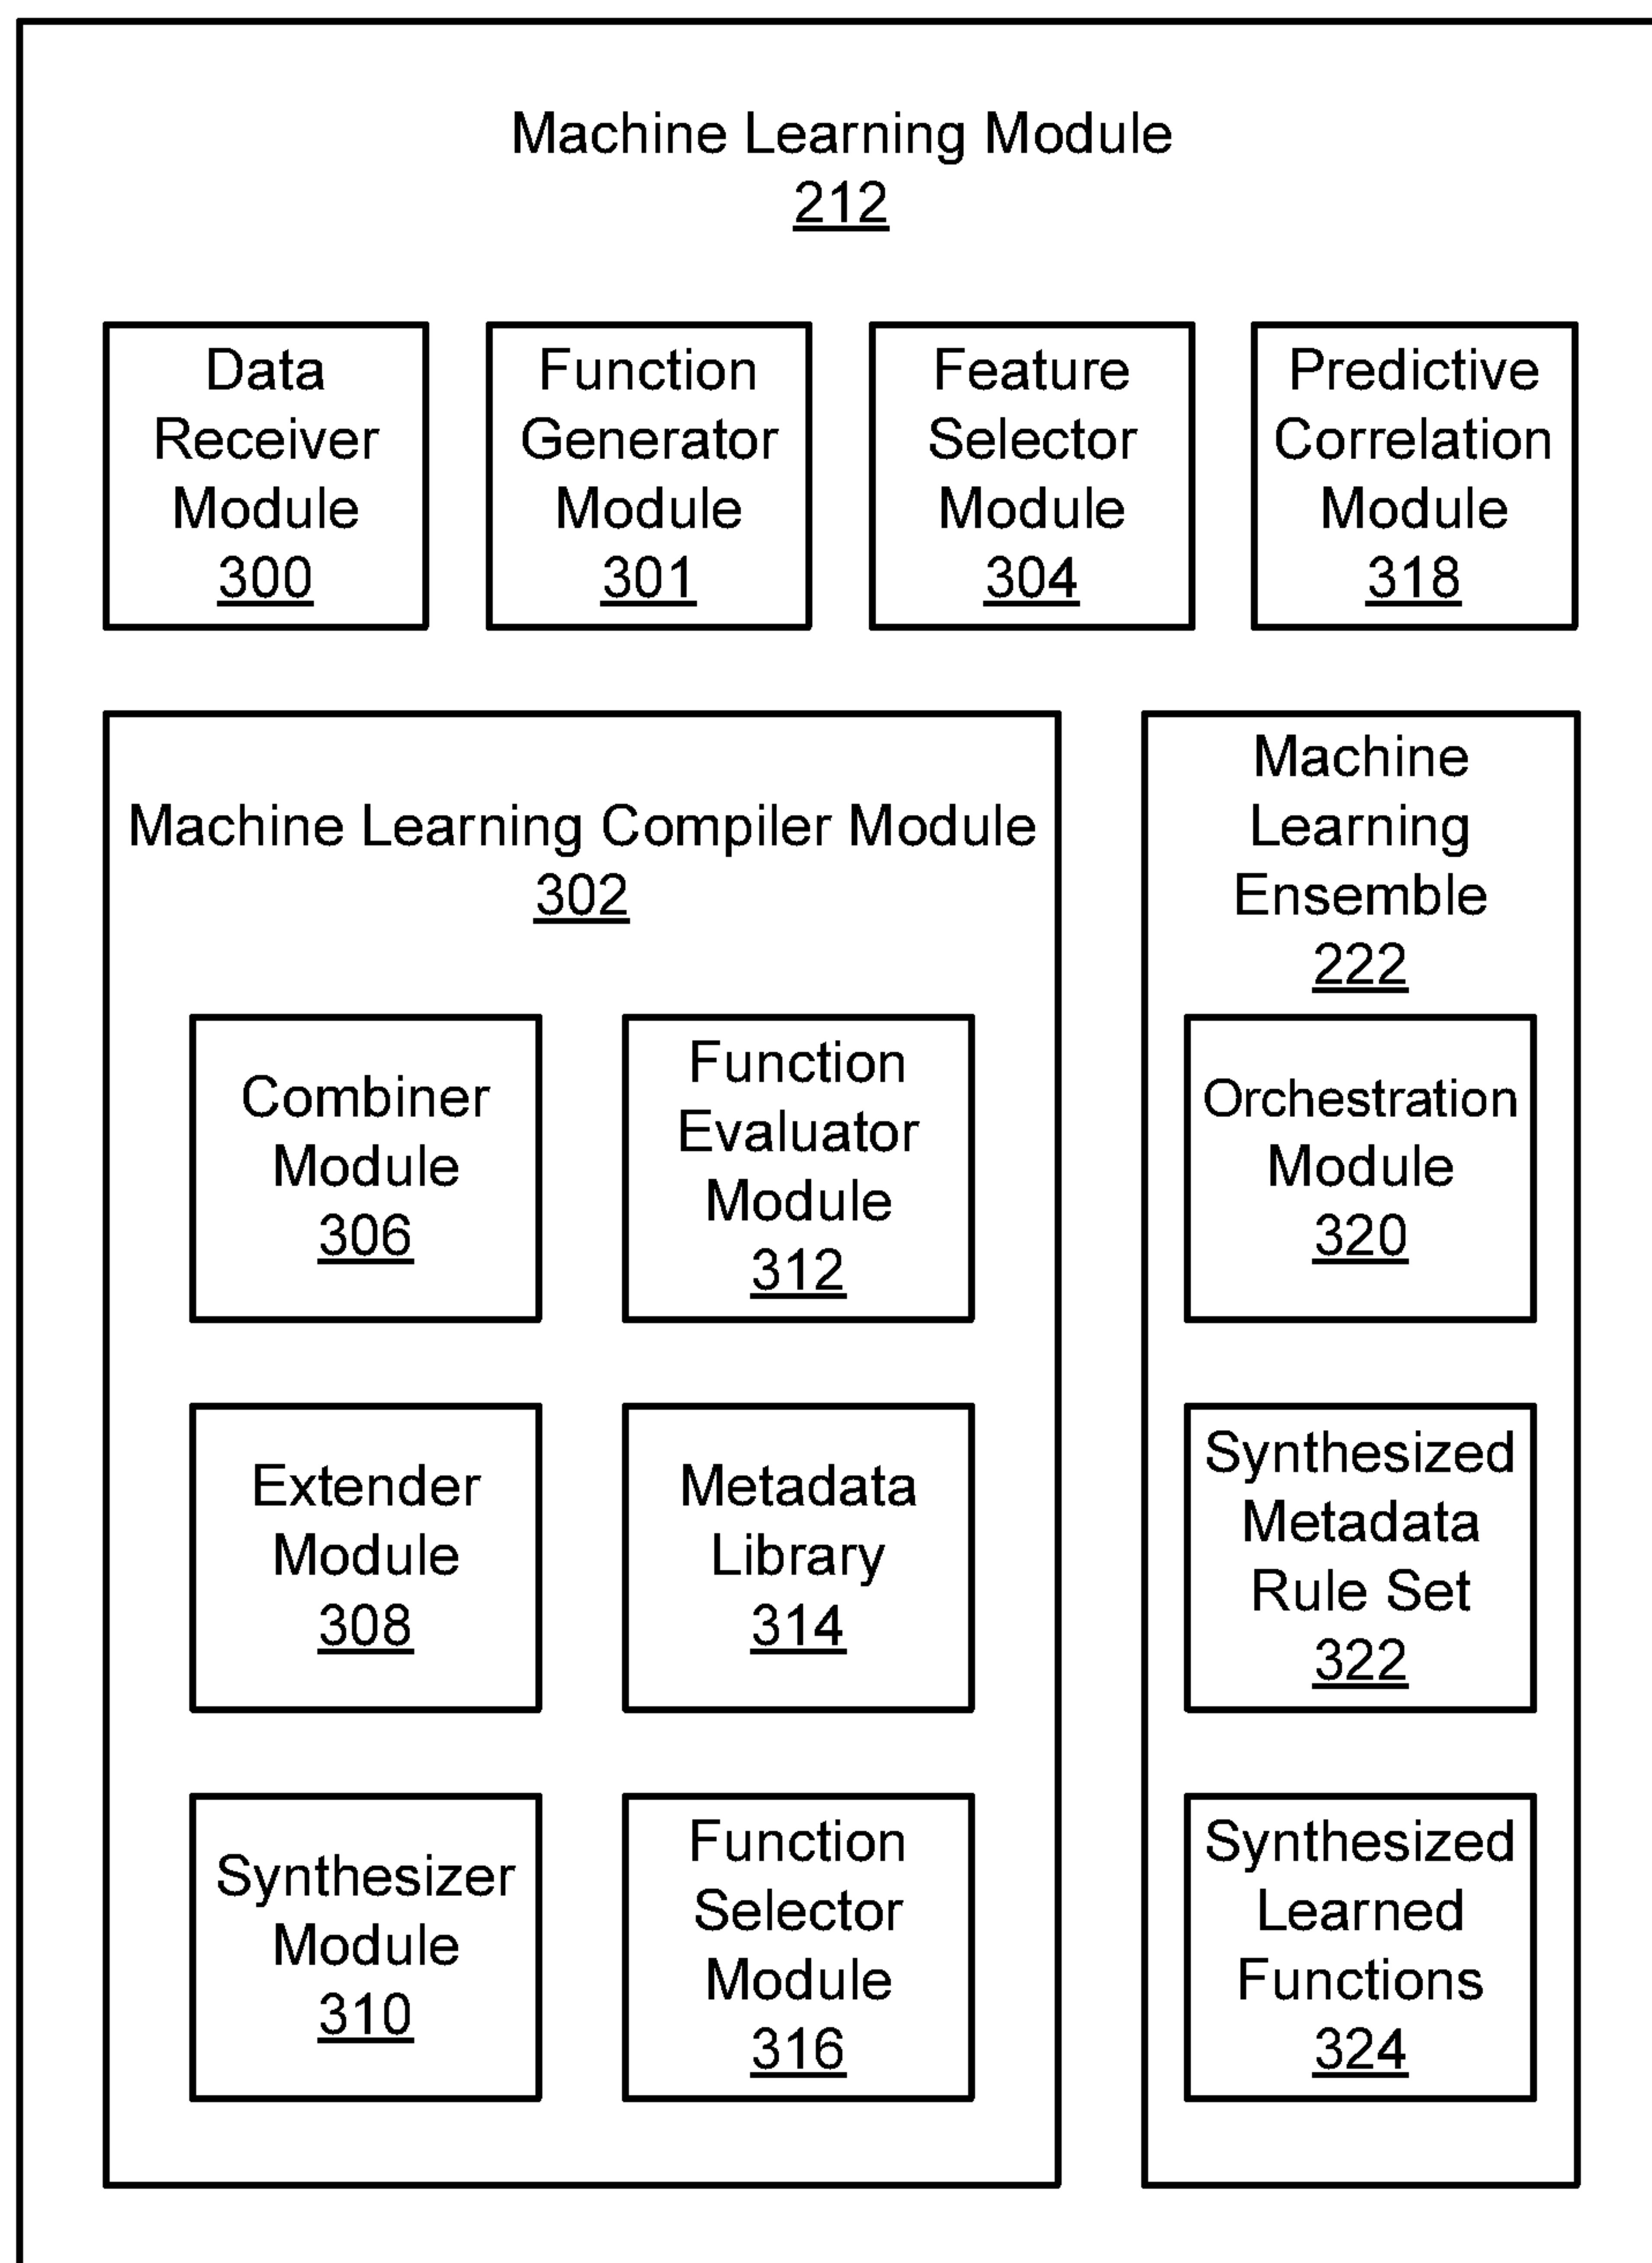 Machine Learning Module
212
Data
Receiver
Module
300
Function
Generator
Module
301
Feature
Selector
Module
304
Predictive
Correlation
Module
318
Machine Learning Compiler Module
302
Combiner
Module
306
Function
Evaluator
Module
312
Extender
Module
308
Metadata
Library
314
Synthesizer
Module
310
Function
Selector
Module
316
Machine
Learning
Ensemble
222
Orchestration
Module
320
Synthesized
Metadata
Rule Set
322
Synthesized
Learned
Functions
324